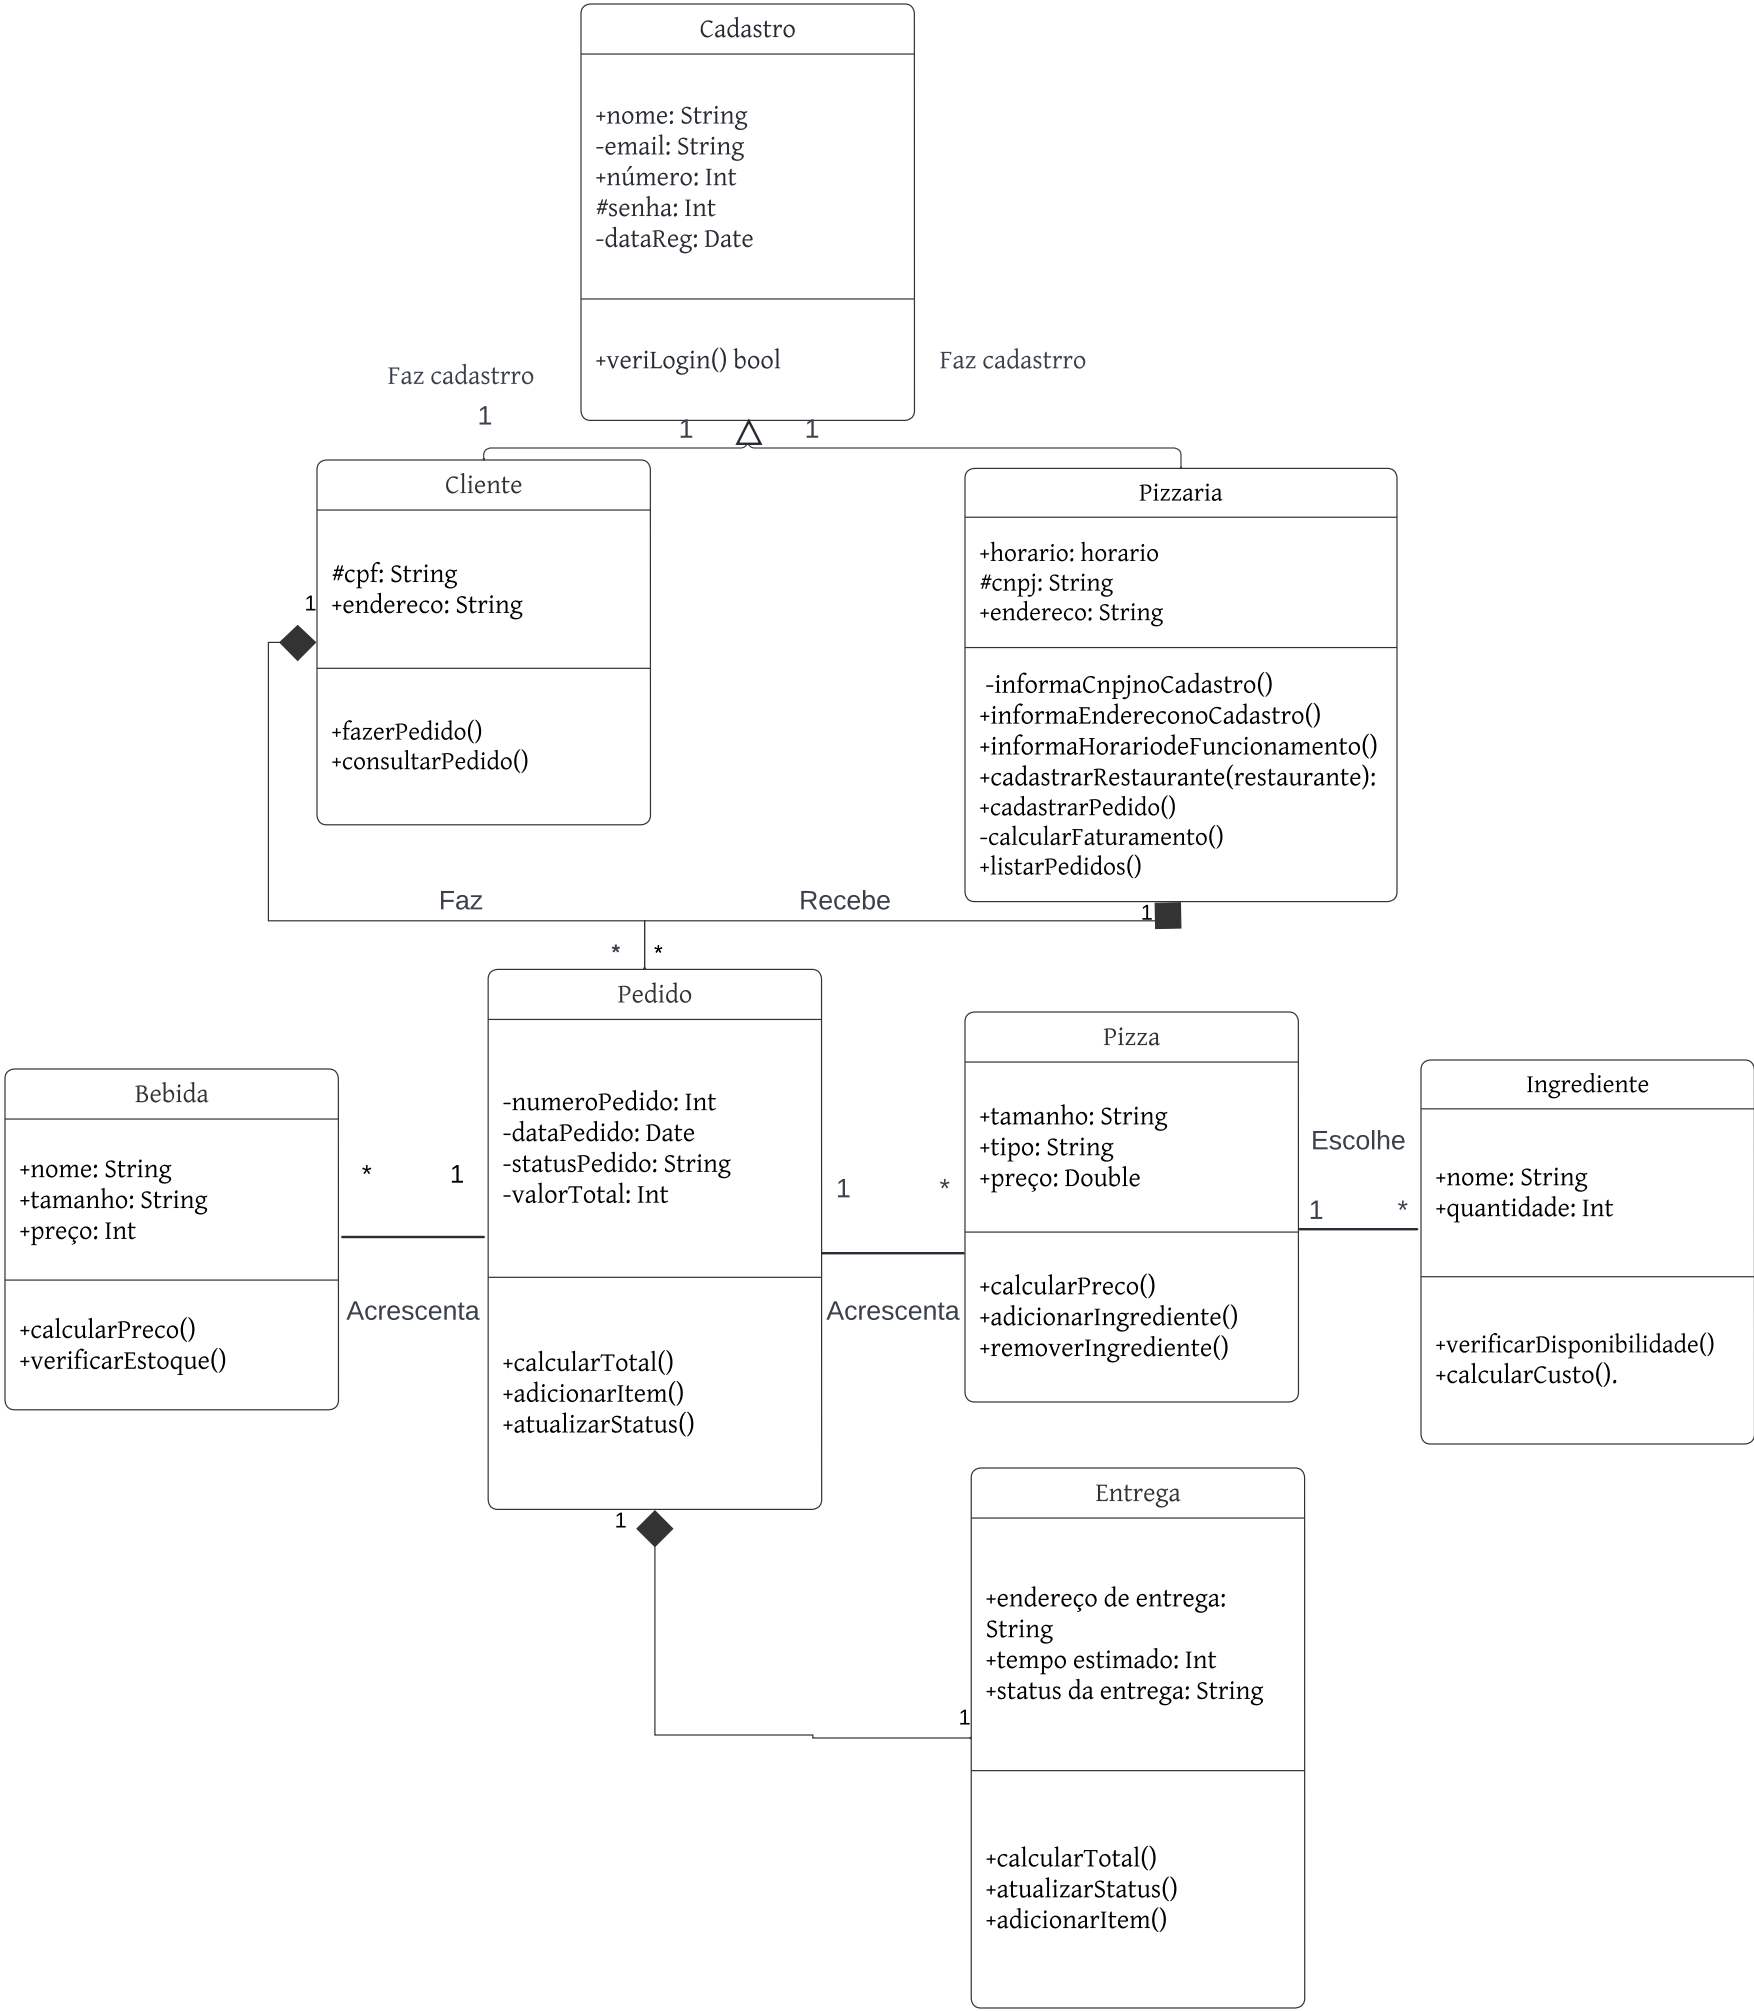 Cadastro
+nome: String
-email: String
+número: Int
#senha: Int
-dataReg: Date
+veriLogin() bool
Faz cadastrro
Faz cadastrro
1
1
1
Cliente
#cpf: String
+endereco: String
1
+fazerPedido()
+consultarPedido()
Pizzaria
+horario: horario
#cnpj: String
+endereco: String
-informaCnpjnoCadastro()
+informaEndereconoCadastro()
+informaHorariodeFuncionamento()
+cadastrarRestaurante(restaurante):
+cadastrarPedido()
-calcularFaturamento()
+listarPedidos()
Faz
Recebe
1
*
*
Pedido
-numeroPedido: Int
-dataPedido: Date
-statusPedido: String
-valorTotal: Int
+calcularTotal()
+adicionarItem()
+atualizarStatus()
Bebida
+nome: String
+tamanho: String
+preço: Int
+calcularPreco()
+verificarEstoque()
*
1
Acrescenta
1
*
Acrescenta
Pizza
+tamanho: String
+tipo: String
+preço: Double
+calcularPreco()
+adicionarIngrediente()
+removerIngrediente()
Escolhe
1
*
Ingrediente
+nome: String
+quantidade: Int
+verificarDisponibilidade()
+calcularCusto().
1
1
Entrega
+endereço de entrega:
String
+tempo estimado: Int
+status da entrega: String
+calcularTotal()
+atualizarStatus()
+adicionarItem()